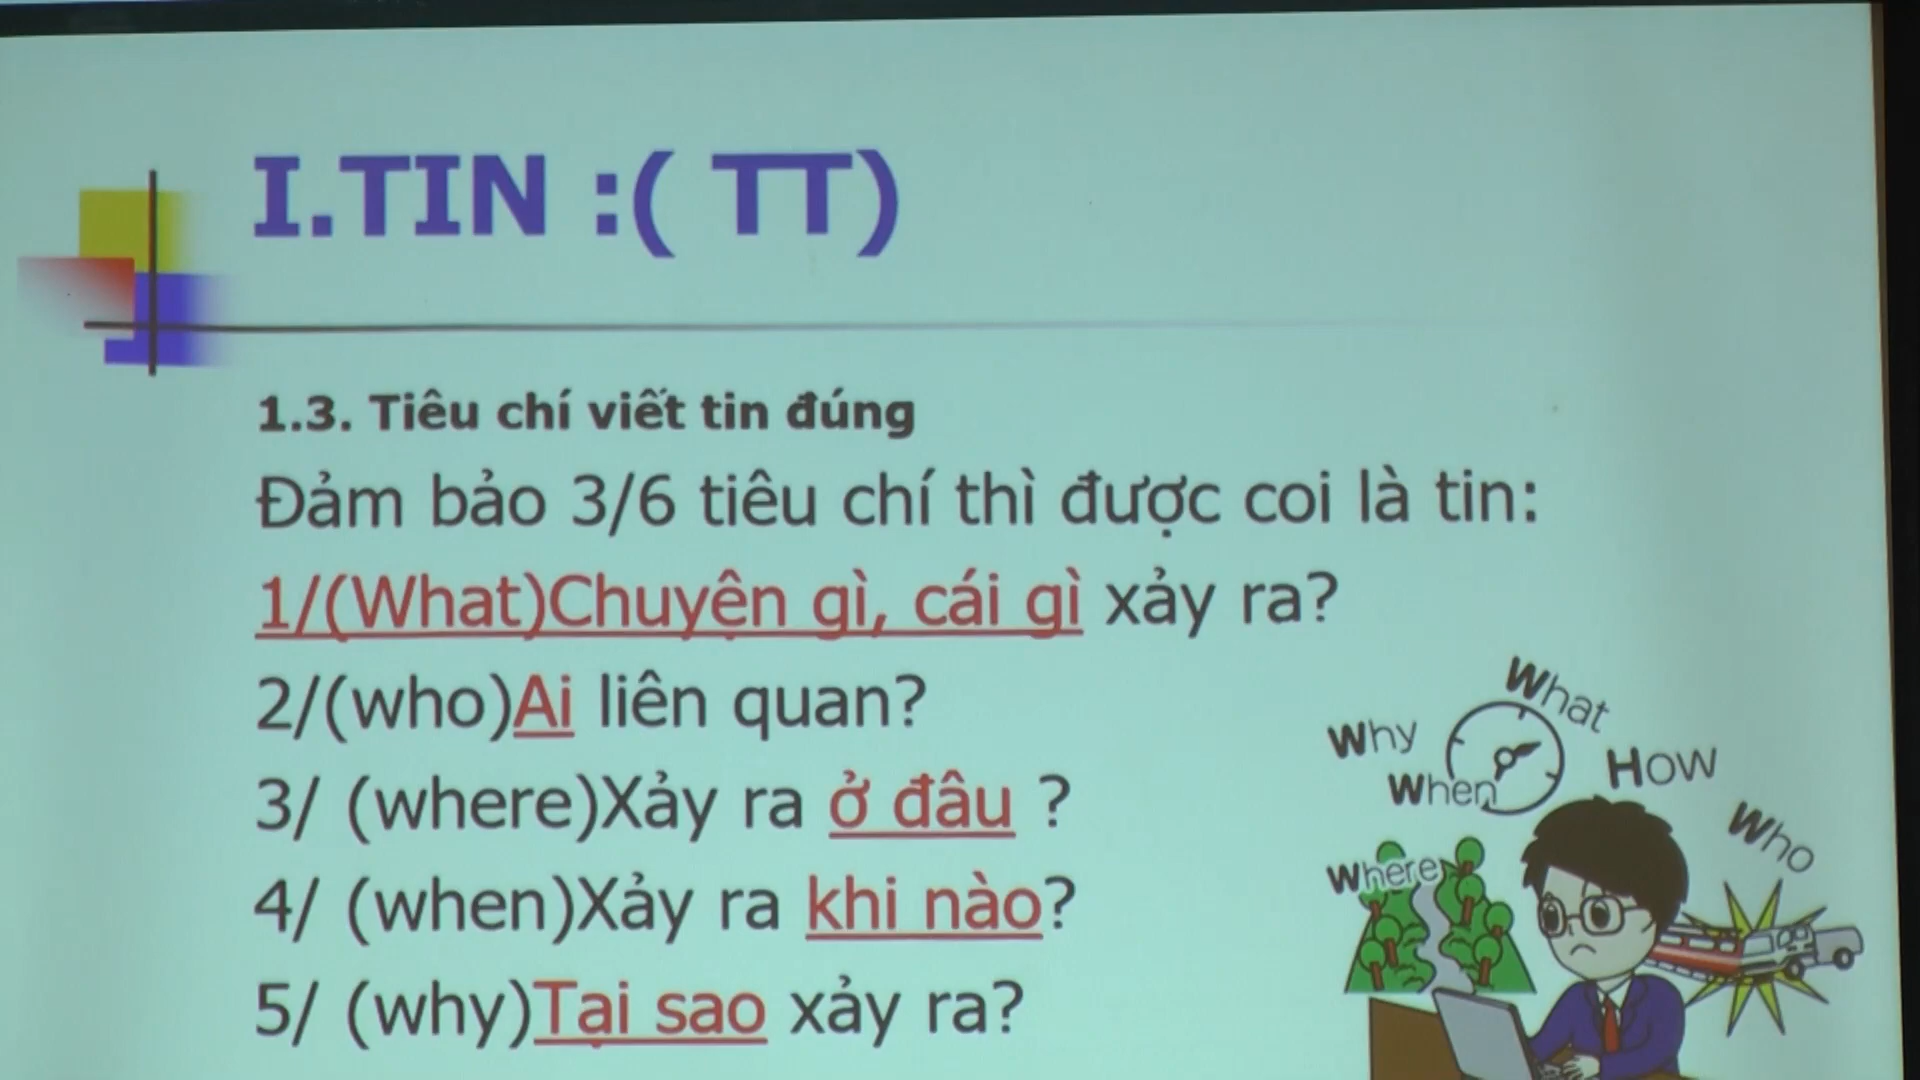 I.TIN :( TT)
1.3. Tiêu chí viết tin đúng
Đảm bảo 3/6 tiêu chí thì được coi là tin:
1/(What)Chuyện gì, cái gì xảy ra?
2/(who)Ai liên quan?
3/ (where)Xảy ra ở đâu ?
4/ (when)Xảy ra khi nào?
5/ (why)Tại sao xảy ra?
What
Why
When
How
Who
Where